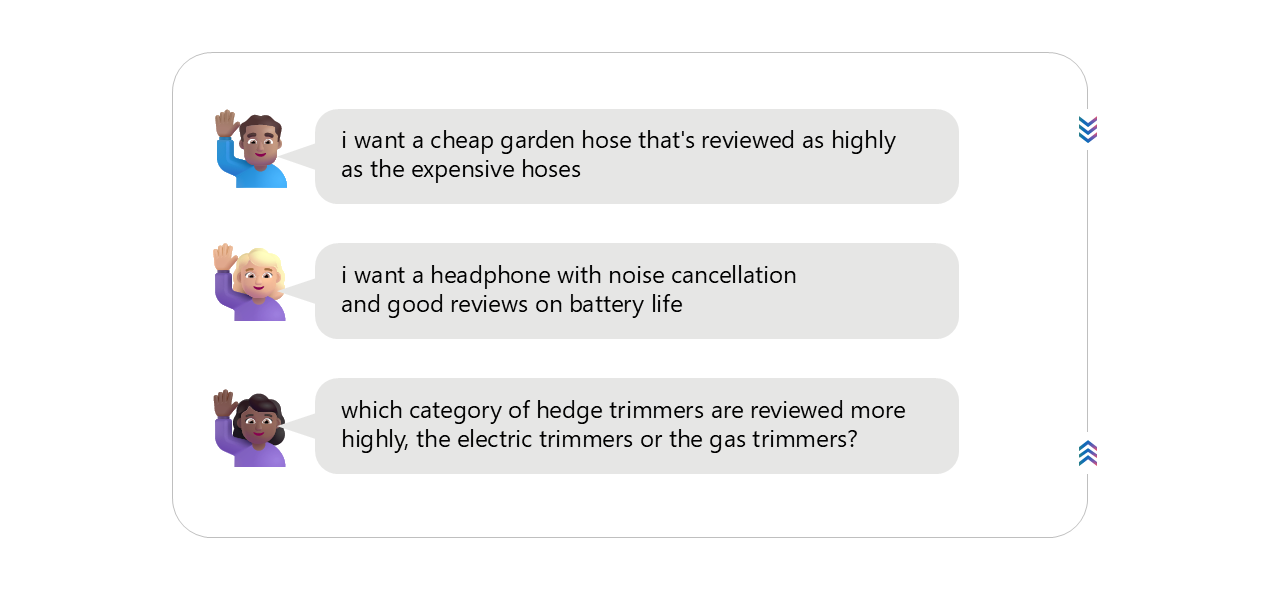 i want a cheap garden hose that's reviewed as highly
as the expensive hoses
i want a headphone with noise cancellation
and good reviews on battery life
which category of hedge trimmers are reviewed more
highly, the electric trimmers or the gas trimmers?